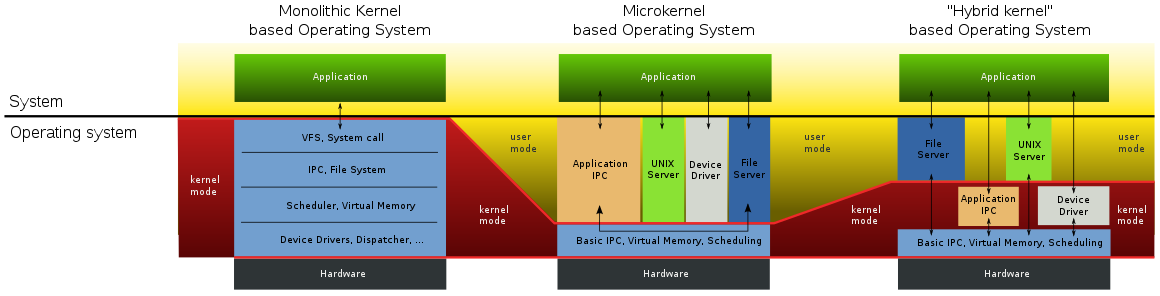 Monolithic Kernel
based Operating System
Microkernel
based Operating System
"Hybrid kernel"
based Operating System
Application
Application
Application
System
Operating system
kernel
mode
VFS, System call
IPC, File System
Scheduler, Virtual Memory
Device Drivers, Dispatcher, ...
Hardware
kernel
mode
user
mode
Application
IPC
UNIX
Server
Device
Driver
File
Server
Basic IPC, Virtual Memory, Scheduling
Hardware
user
mode
kernel
mode
File
Server
UNIX
Server
Application
IPC
Device
Driver
Basic IPC, Virtual Memory, Scheduling
Hardware
user
mode
kernel
mode